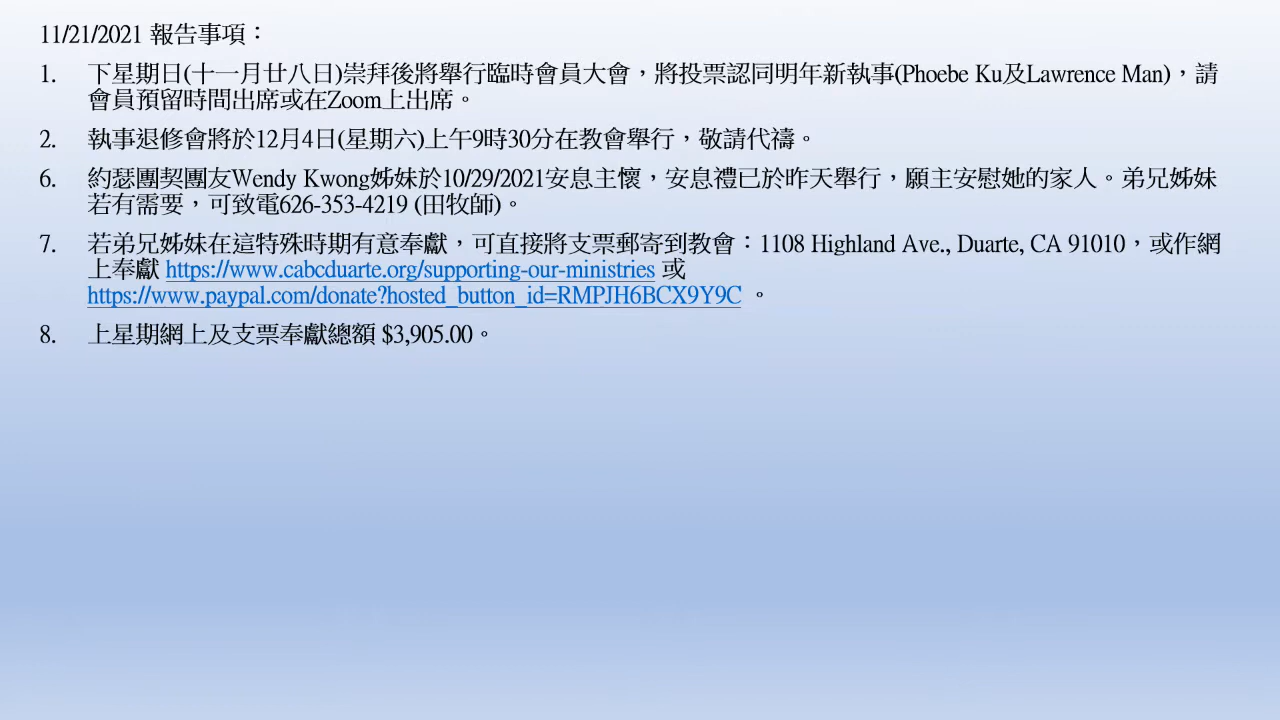 11/21/2021 報告事項：
1. 下星期日(十一月廿八日)崇拜後將舉行臨時會員大會，將投票認同明年新執事(Phoebe Ku及Lawrence Man)，請
會員預留時間出席或在Zoom上出席。
2. 執事退修會將於12月4日(星期六)上午9時30分在教會舉行，敬請代禱。
6. 約瑟團契團友Wendy Kwong姊妹於10/29/2021安息主懷，安息禮已於昨天舉行，願主安慰她的家人。弟兄姊妹
若有需要，可致電626-353-4219 (田牧師)。
7. 若弟兄姊妹在這特殊時期有意奉獻，可直接將支票郵寄到教會：1108 Highland Ave., Duarte, CA 91010，或作網
上奉獻 https://www.cabcduarte.org/supporting-our-ministries 或
https://www.paypal.com/donate?hosted_button_id=RMPJH6BCX9Y9C 。
8. 上星期網上及支票奉獻總額 $3,905.00。